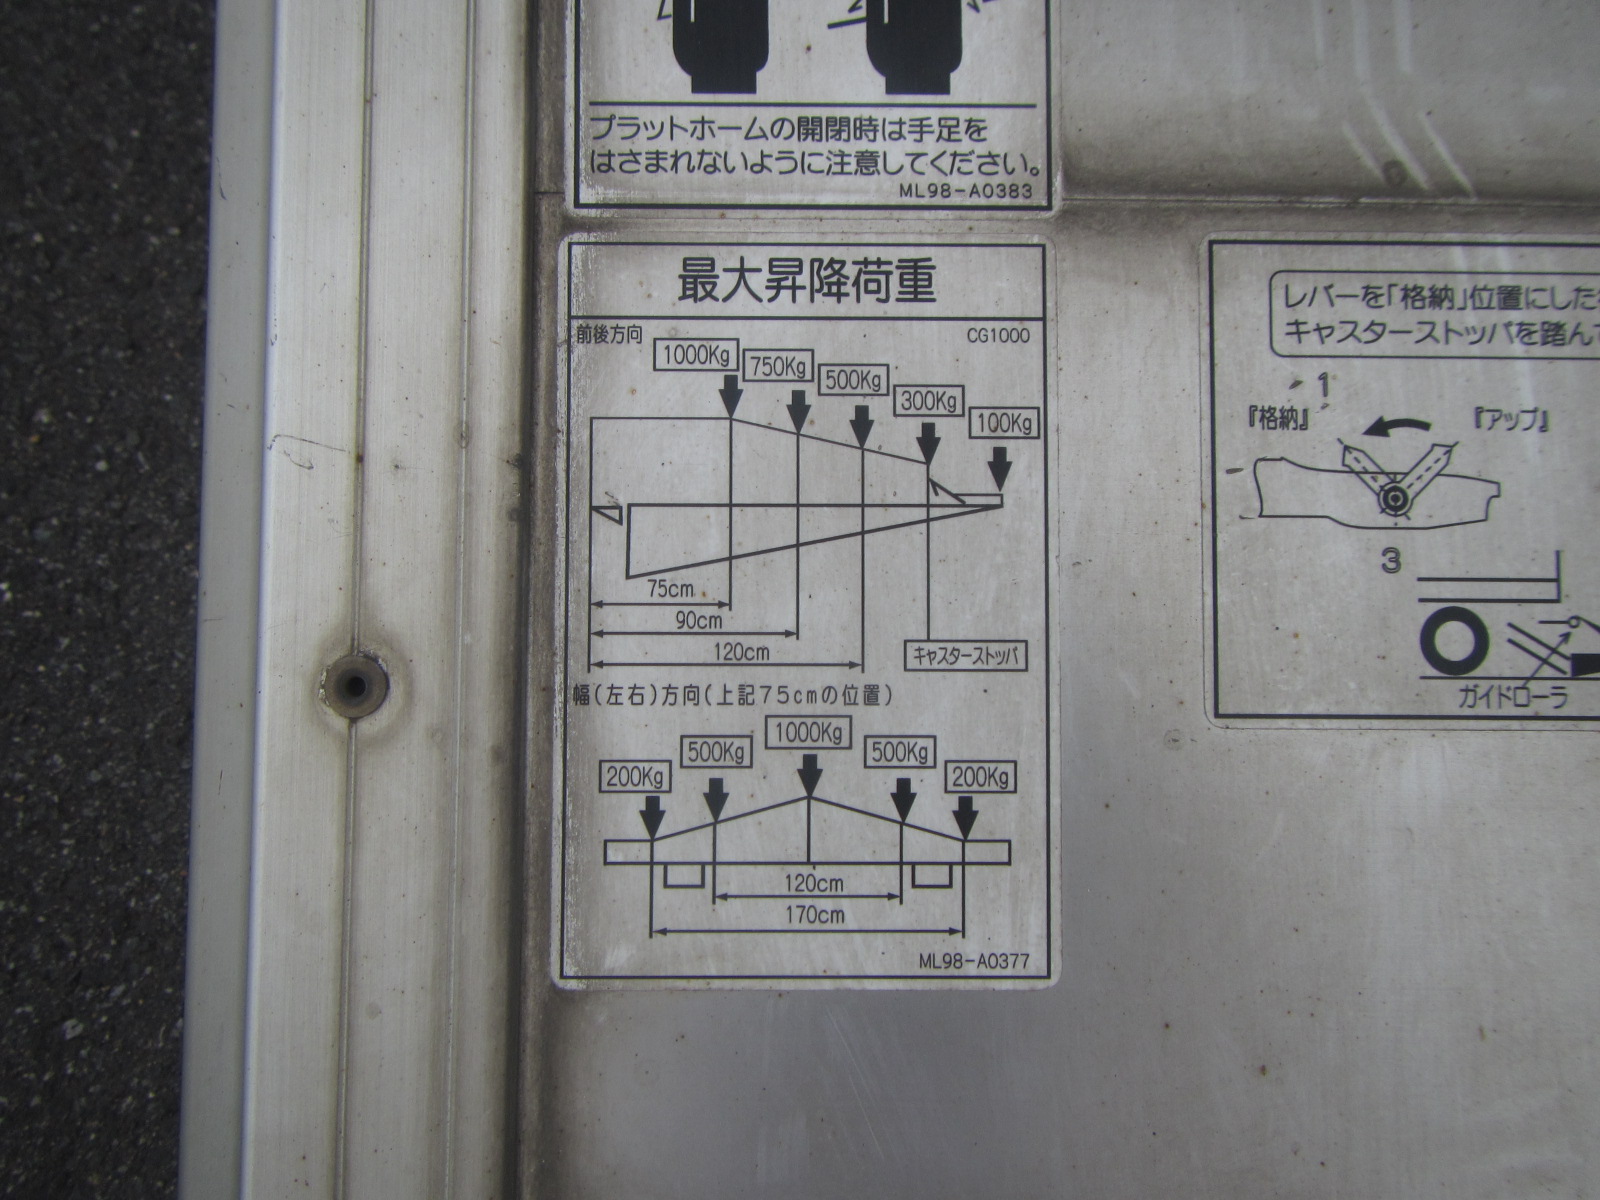 プラットホームの開閉時は手足を
はさまれないように注意してください。
ML98-A0383
最大昇降荷重
前後方向
CG1000
1000Kg
750Kg
500Kg
300Kg
100Kg
75cm
90cm
120cm
キャスターストッパ
幅(左右)方向(上記75cmの位置)
1000Kg
500Kg
500Kg
200Kg
200Kg
120cm
170cm
ML98-A0377
レバーを｢格納｣位置にした
キャスターストッパを踏んで
1
『格納』
『アップ』
3
ガイドローラ